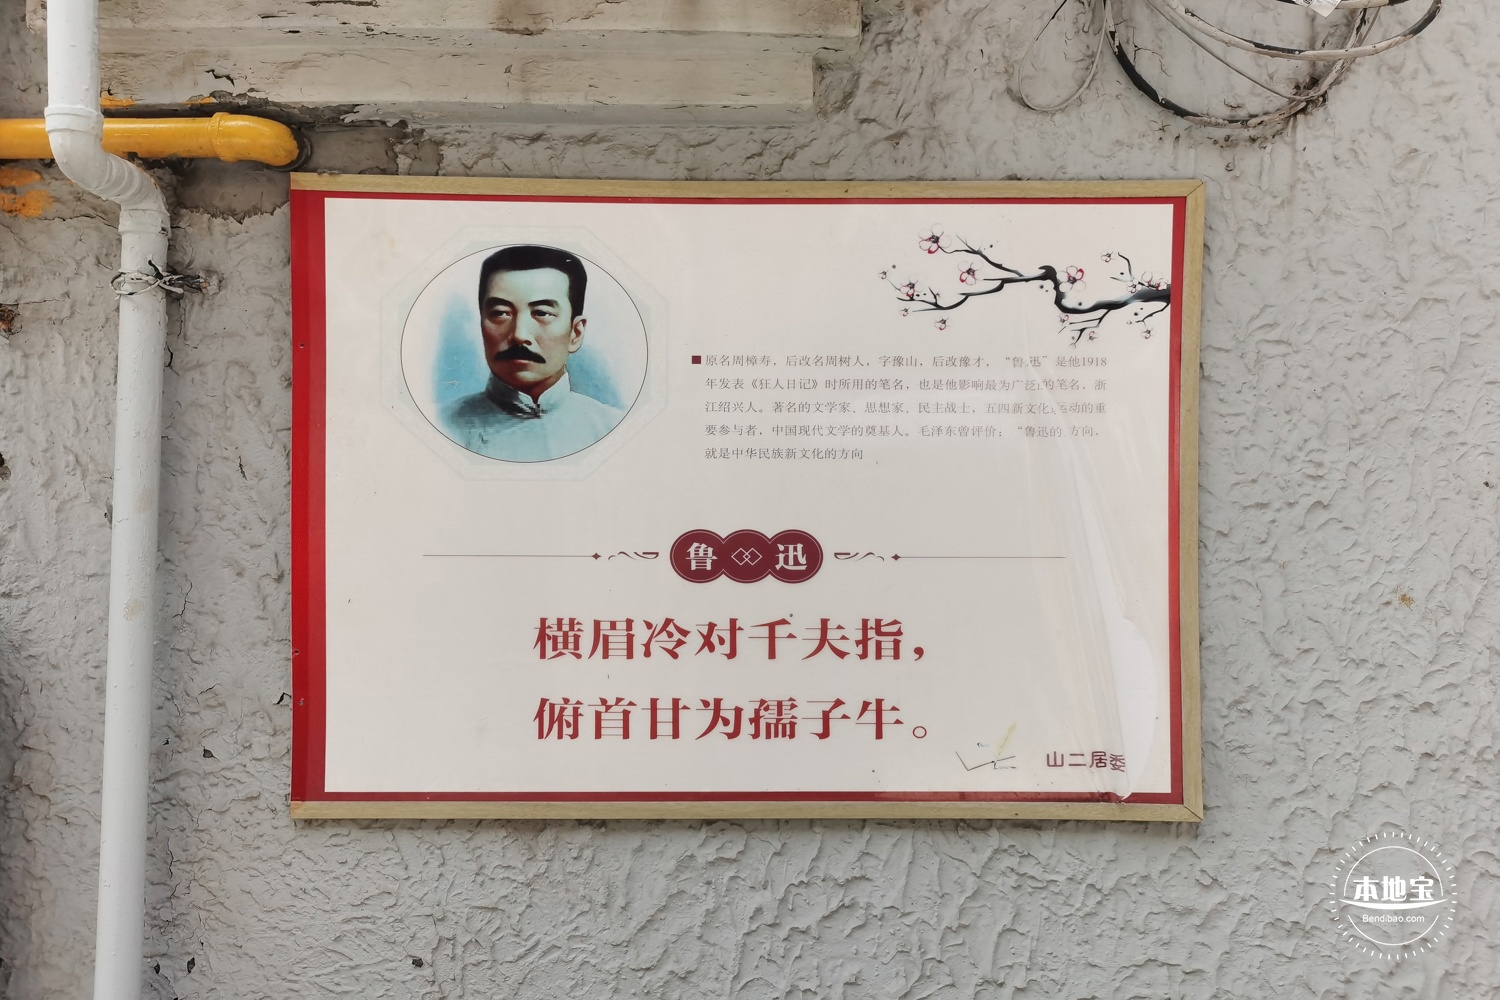 原名周樟寿，后改名周树人，字豫山，后改豫才，“鲁迅”是他1918
年发表《狂人日记》时所用的笔名，也是他影响最为广泛的笔名，浙
江绍兴人。著名的文学家、思想家、民主战士，五四新文化运动的重
要参与者，中国现代文学的奠基人。毛泽东曾评价：“鲁迅的方向，
就是中华民族新文化的方向
鲁迅
横眉冷对千夫指，
俯首甘为孺子牛。
山二居委
本地宝
Bendibao.com